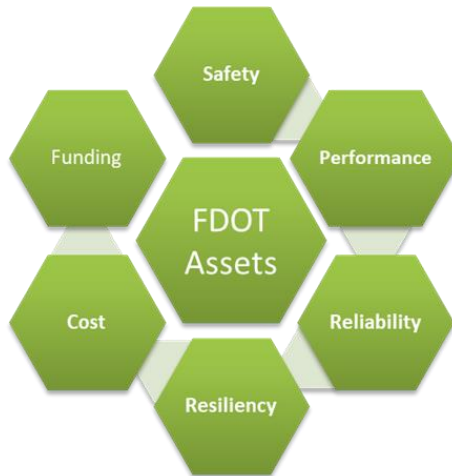 Safety
Performance
Reliability
Resiliency
Cost
Funding
FDOT
Assets